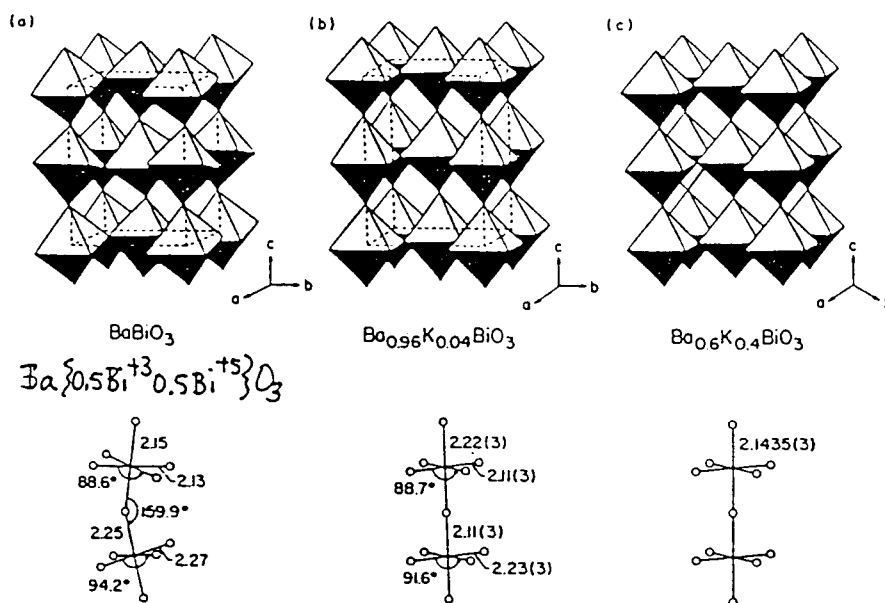 (a)
(b)
(c)
c
b
a
c
b
a
c
a
BaBiO3
Ba0.96K0.04BiO3
Ba0.6K0.4BiO3
Ba{0.5Bi+3 0.5Bi+5}O3
2.15
88.6°
2.13
159.9°
2.25
2.27
94.2°
2.22(3)
2.11(3)
88.7°
2.11(3)
2.23(3)
91.6°
2.1435(3)